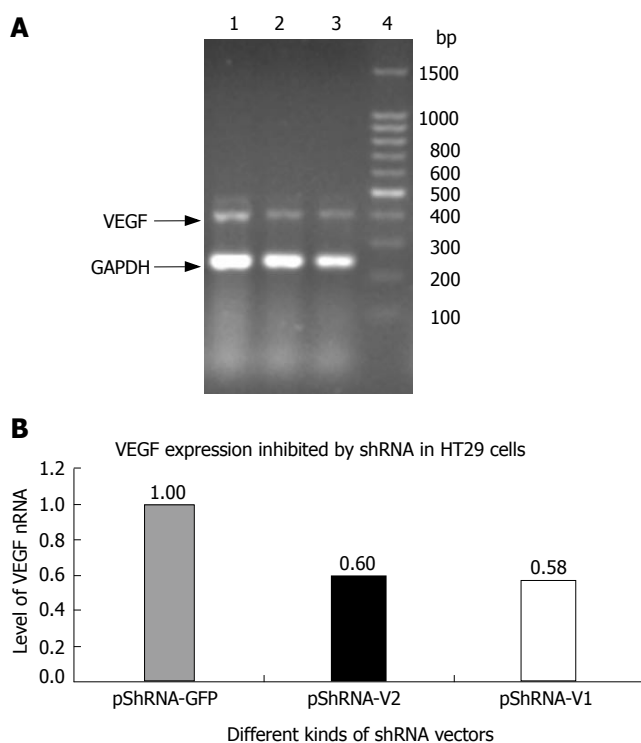 A
1 2 3 4 bp
1500
1000
800
600
500
VEGF
400
300
GAPDH
200
100
B
VEGF expression inhibited by shRNA in HT29 cells
Level of VEGF nRNA
1.2
1.0
0.8
0.6
0.4
0.2
0.0
1.00
0.60
0.58
pShRNA-GFP pShRNA-V2 pShRNA-V1
Different kinds of shRNA vectors